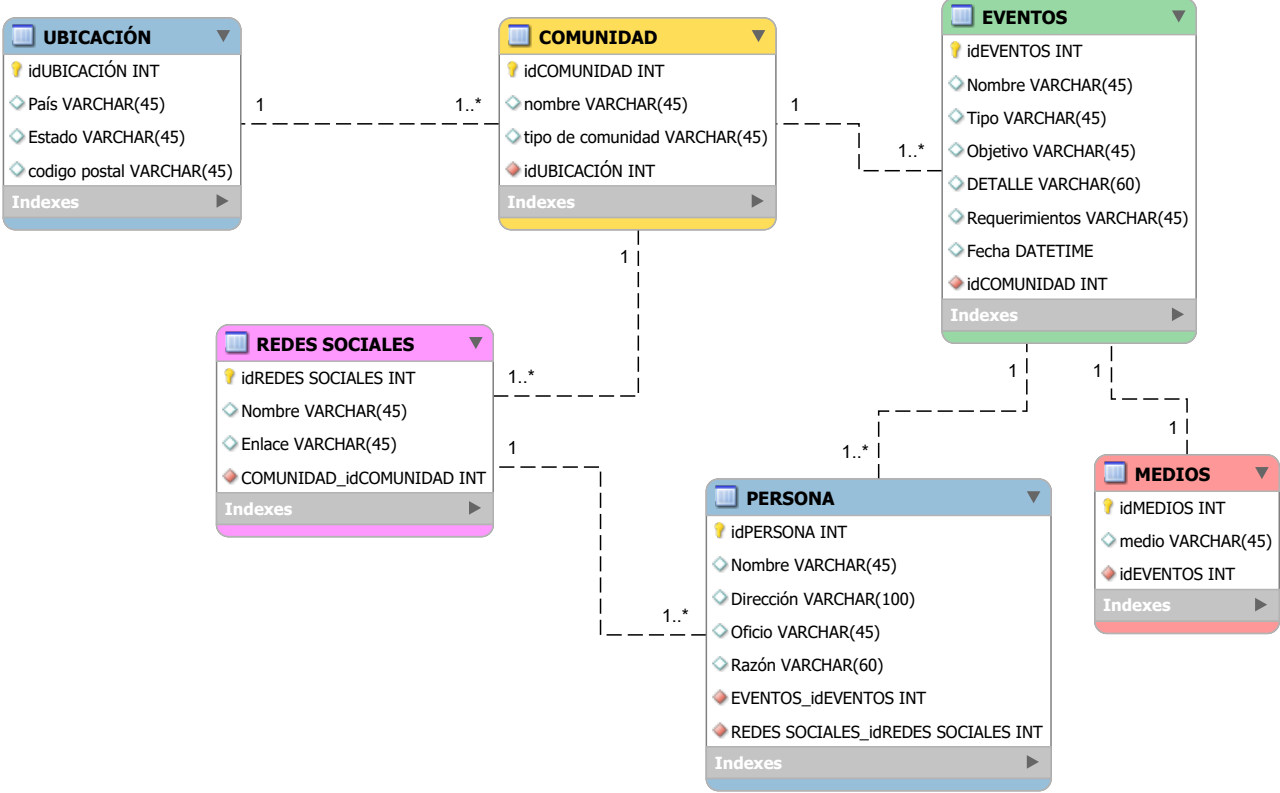 UBICACIÓN
idUBICACIÓN INT
País VARCHAR(45)
Estado VARCHAR(45)
codigo postal VARCHAR(45)
Indexes
1
1..*
COMUNIDAD
idCOMUNIDAD INT
nombre VARCHAR(45)
tipo de comunidad VARCHAR(45)
idUBICACIÓN INT
Indexes
1
1..*
EVENTOS
idEVENTOS INT
Nombre VARCHAR(45)
Tipo VARCHAR(45)
Objetivo VARCHAR(45)
DETALLE VARCHAR(60)
Requerimientos VARCHAR(45)
Fecha DATETIME
idCOMUNIDAD INT
Indexes
1
1..*
REDES SOCIALES
idREDES SOCIALES INT
Nombre VARCHAR(45)
Enlace VARCHAR(45)
COMUNIDAD_idCOMUNIDAD INT
Indexes
1
1..*
1
1..*
PERSONA
idPERSONA INT
Nombre VARCHAR(45)
Dirección VARCHAR(100)
Oficio VARCHAR(45)
Razón VARCHAR(60)
EVENTOS_idEVENTOS INT
REDES SOCIALES_idREDES SOCIALES INT
Indexes
1
1
MEDIOS
idMEDIOS INT
medio VARCHAR(45)
idEVENTOS INT
Indexes